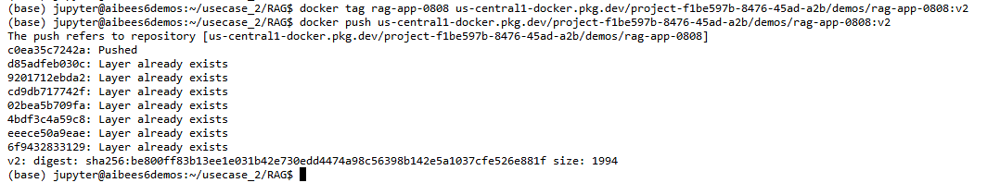 (base) jupyter@aibees6demos:~/usecase_2/RAG$ docker tag rag-app-0808 us-central1-docker.pkg.dev/project-f1be597b-8476-45ad-a2b/demos/rag-app-0808:v2
(base) jupyter@aibees6demos:~/usecase_2/RAG$ docker push us-central1-docker.pkg.dev/project-f1be597b-8476-45ad-a2b/demos/rag-app-0808:v2
The push refers to repository [us-central1-docker.pkg.dev/project-f1be597b-8476-45ad-a2b/demos/rag-app-0808]
c0ea35c7242a: Pushed
d85adfeb030c: Layer already exists
9201712ebda2: Layer already exists
cd9db717742f: Layer already exists
02bea5b709fa: Layer already exists
4bdf3c4a59c8: Layer already exists
eeece50a9eae: Layer already exists
6f9432833129: Layer already exists
v2: digest: sha256:be800ff83b13ee1e031b42e730edd4474a98c56398b142e5a1037cfe526e881f size: 1994
(base) jupyter@aibees6demos:~/usecase_2/RAG$